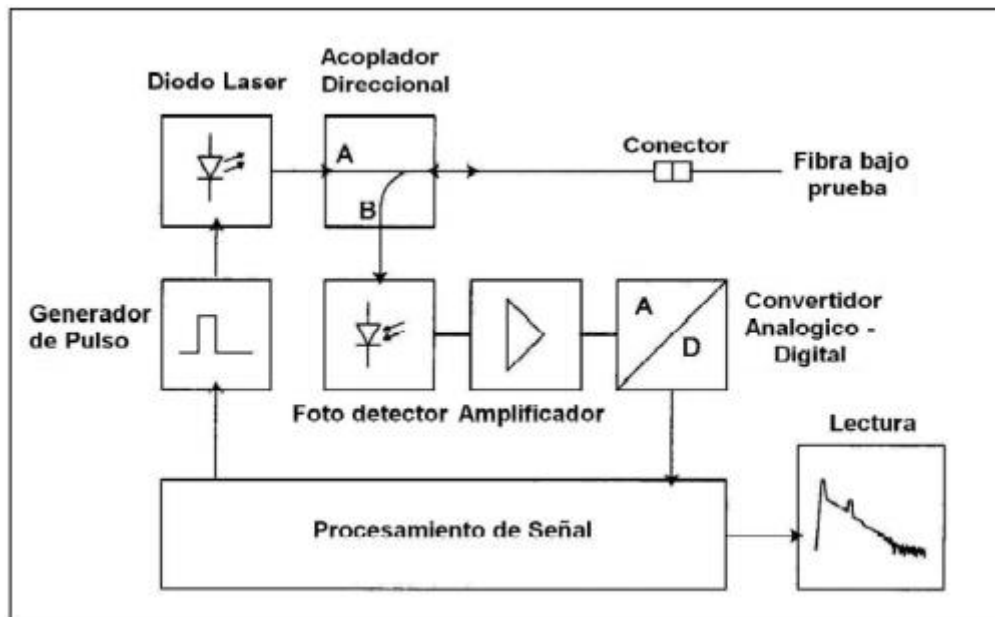 Diodo Laser
Acoplador
Direccional
A
B
Conector
Fibra bajo
prueba
Generador
de Pulso
Foto detector
Amplificador
A
D
Convertidor
Analogico -
Digital
Lectura
Procesamiento de Señal